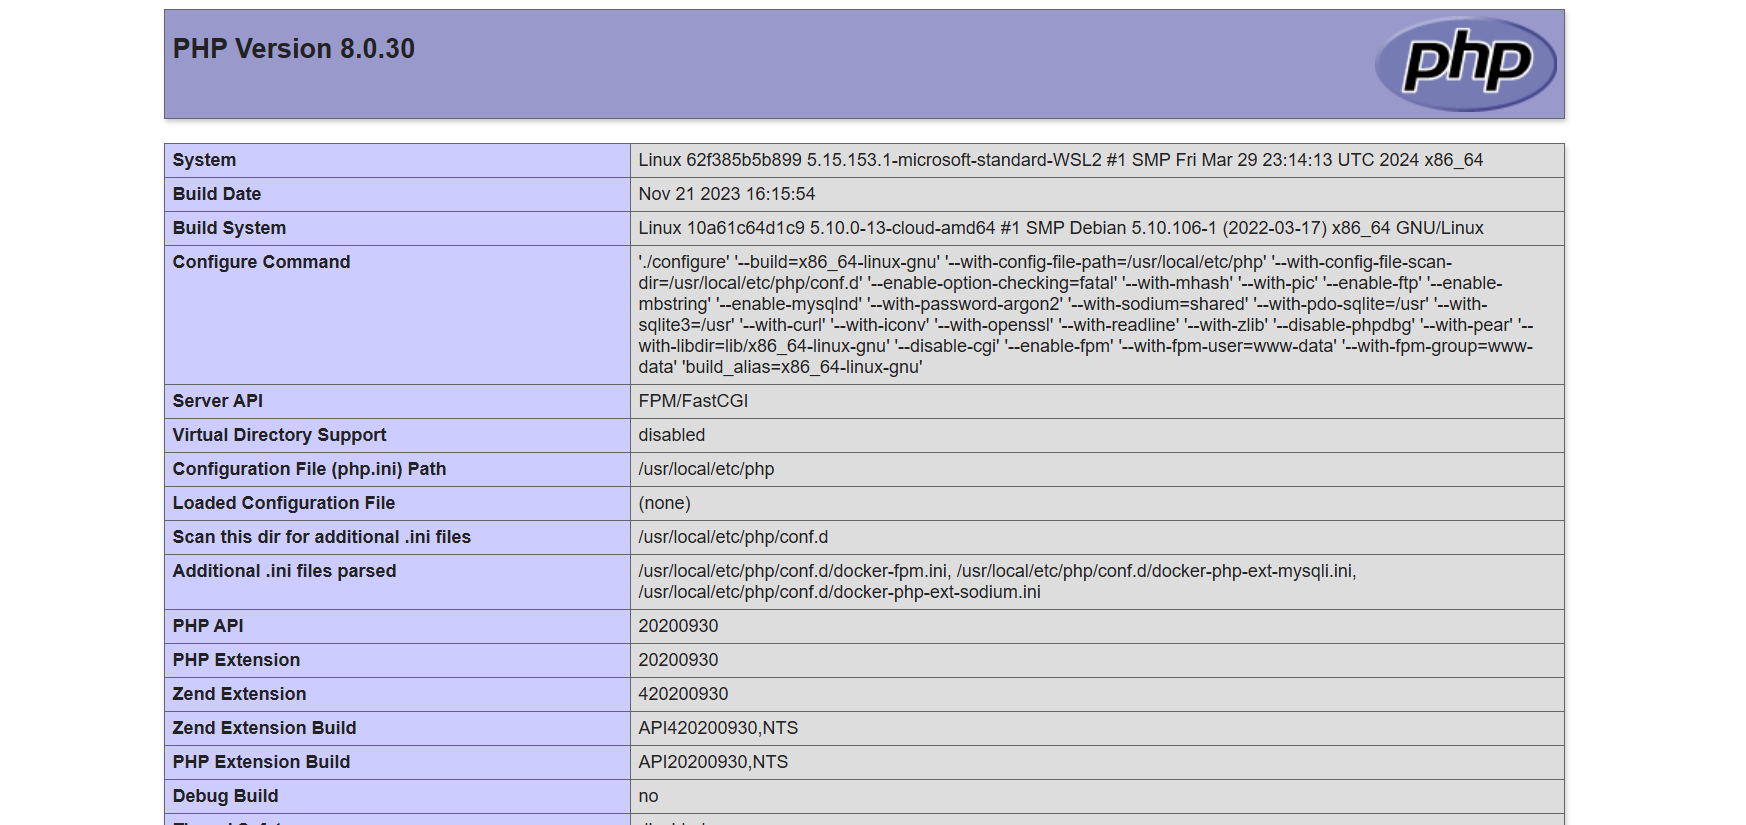 PHP Version 8.0.30
php
System Linux 62f385b5b899 5.15.153.1-microsoft-standard-WSL2 #1 SMP Fri Mar 29 23:14:13 UTC 2024 x86_64
Build Date Nov 21 2023 16:15:54
Build System Linux 10a61c64d1c9 5.10.0-13-cloud-amd64 #1 SMP Debian 5.10.106-1 (2022-03-17) x86_64 GNU/Linux
Configure Command './configure' '--build=x86_64-linux-gnu' '--with-config-file-path=/usr/local/etc/php' '--with-config-file-scan-
dir=/usr/local/etc/php/conf.d' '--enable-option-checking=fatal' '--with-mhash' '--with-pic' '--enable-ftp' '--enable-
mbstring' '--enable-mysqlnd' '--with-password-argon2' '--with-sodium=shared' '--with-pdo-sqlite=/usr' '--with-
sqlite3=/usr' '--with-curl' '--with-iconv' '--with-openssl' '--with-readline' '--with-zlib' '--disable-phpdbg' '--with-pear' '--
with-libdir=lib/x86_64-linux-gnu' '--disable-cgi' '--enable-fpm' '--with-fpm-user=www-data' '--with-fpm-group=www-
data' 'build_alias=x86_64-linux-gnu'
Server API FPM/FastCGI
Virtual Directory Support disabled
Configuration File (php.ini) Path /usr/local/etc/php
Loaded Configuration File (none)
Scan this dir for additional .ini files /usr/local/etc/php/conf.d
Additional .ini files parsed /usr/local/etc/php/conf.d/docker-fpm.ini, /usr/local/etc/php/conf.d/docker-php-ext-mysqli.ini,
/usr/local/etc/php/conf.d/docker-php-ext-sodium.ini
PHP API 20200930
PHP Extension 20200930
Zend Extension 420200930
Zend Extension Build API420200930,NTS
PHP Extension Build API20200930,NTS
Debug Build no